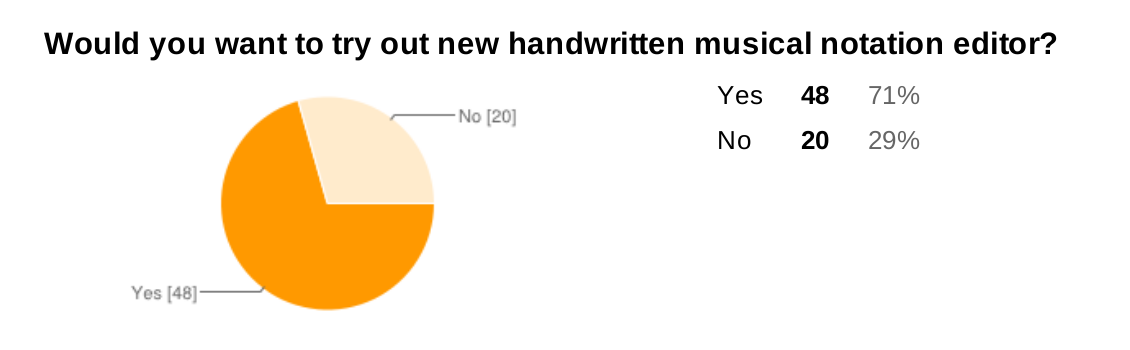 Would you want to try out new handwritten musical notation editor?
Yes 48 71%
No [20]
No 20 29%
Yes [48]